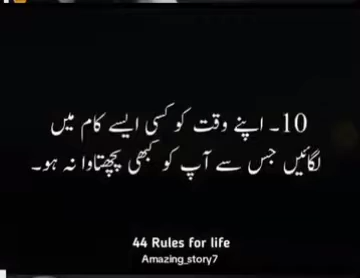 10۔ اپنے وقت کو کسی ایسے کام میں
لگائیں جس سے آپ کو کبھی پچھتاوا نہ ہو۔
44 Rules for life
Amazing_story7